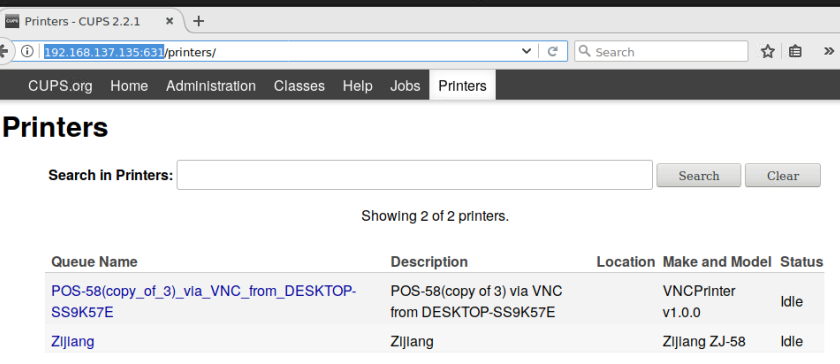 Printers - CUPS 2.2.1
192.168.137.135:631/printers/
Search
CUPS.org Home Administration Classes Help Jobs Printers
Printers
Search in Printers: Search Clear
Showing 2 of 2 printers.
Queue Name Description Location Make and Model Status
POS-58(copy_of_3)_via_VNC_from_DESKTOP- POS-58(copy of 3) via VNC VNCPrinter Idle
SS9K57E from DESKTOP-SS9K57E v1.0.0
Zijiang Zijiang Zijiang ZJ-58 Idle